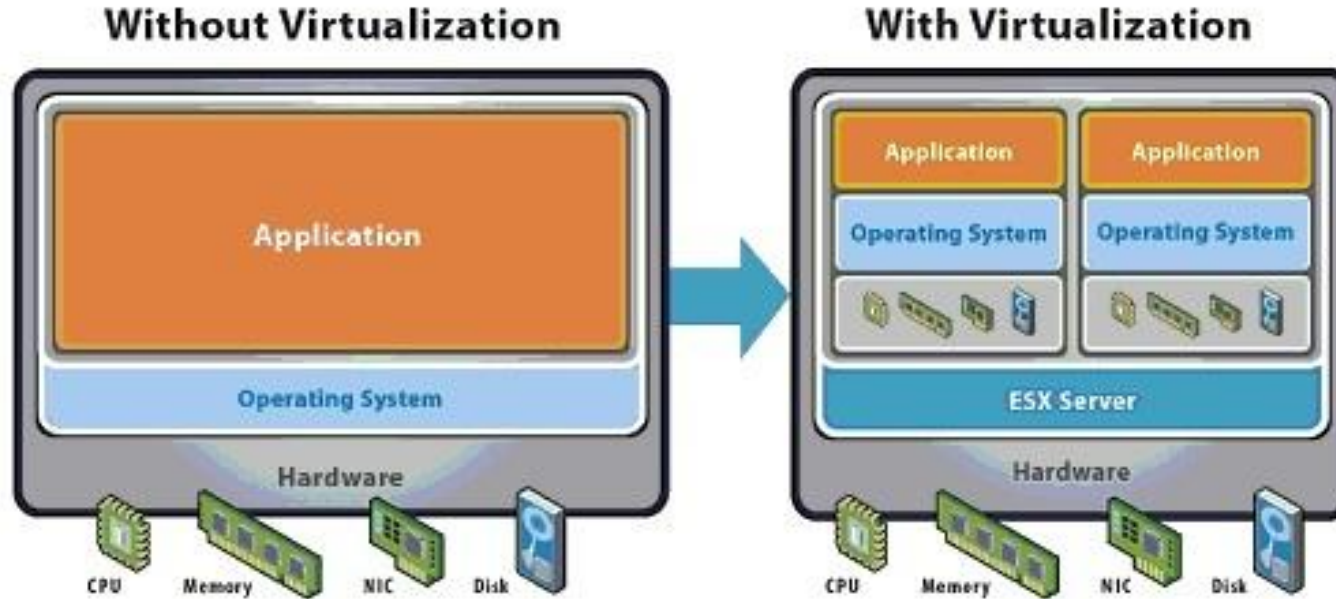 Without Virtualization
Application
Operating System
Hardware
CPU Memory NIC Disk
With Virtualization
Application Application
Operating System Operating System
ESX Server
Hardware
CPU Memory NIC Disk